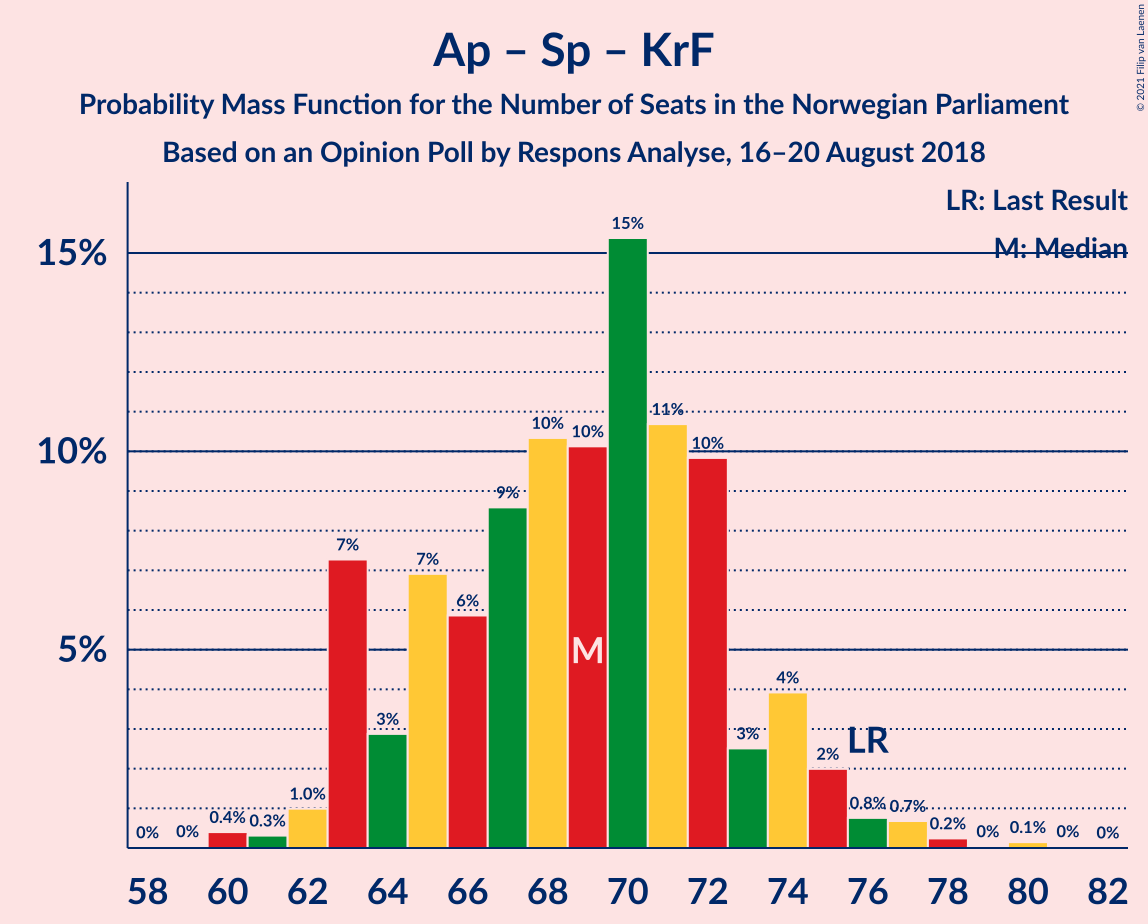 Ap – Sp – KrF
Probability Mass Function for the Number of Seats in the Norwegian Parliament
Based on an Opinion Poll by Respons Analyse, 16–20 August 2018
© 2021 Filip van Laenen
LR: Last Result
M: Median
15%
10%
5%
0% 0% 0.4% 0.3% 1.0% 7% 3% 7% 6% 9% 10% 10% 15% 11% 10% 3% 4% 2% 0.8% 0.7% 0.2% 0% 0.1% 0% 0%
M
LR
58 60 62 64 66 68 70 72 74 76 78 80 82